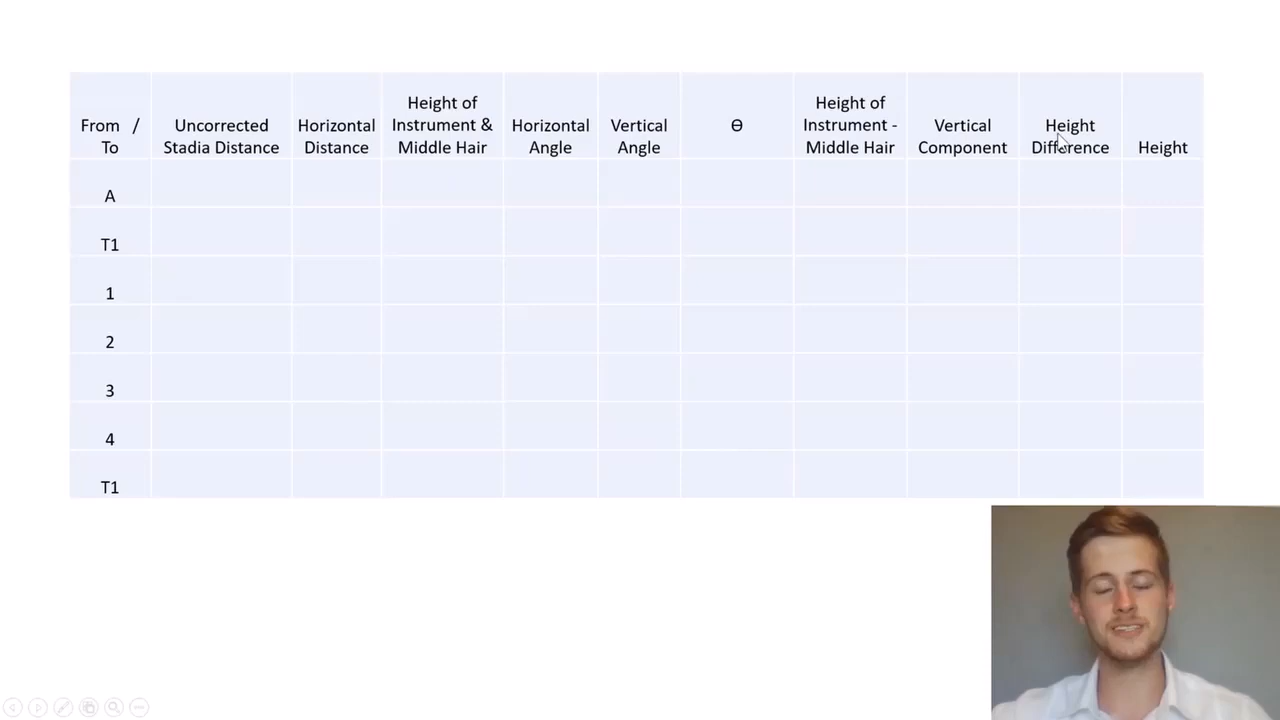 From / To
Uncorrected Stadia Distance
Horizontal Distance
Height of Instrument & Middle Hair
Horizontal Angle
Vertical Angle
Ɵ
Height of Instrument - Middle Hair
Vertical Component
Height Difference
Height
A
T1
1
2
3
4
T1